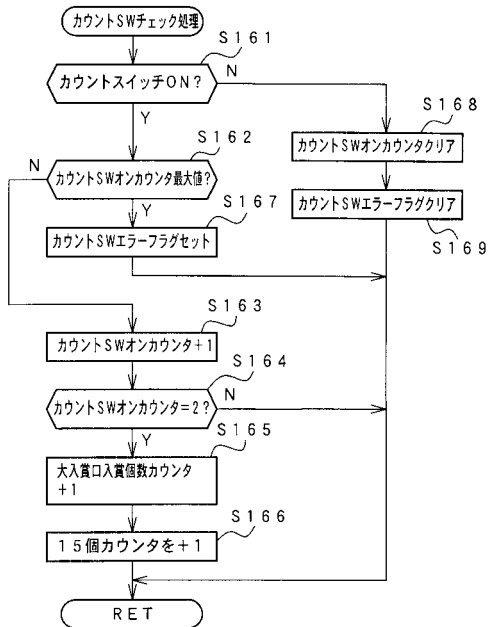 カウントSWチェック処理
S161
カウントスイッチON?
N
Y
S168
カウントSWオンカウンタクリア
S162
N
カウントSWオンカウンタ最大値?
Y
S167
カウントSWエラーフラグクリア
S169
カウントSWエラーフラグセット
S163
カウントSWオンカウンタ+1
S164
カウントSWオンカウンタ=2?
N
Y
S165
大入賞口入賞個数カウンタ
+1
S166
15個カウンタを+1
RET